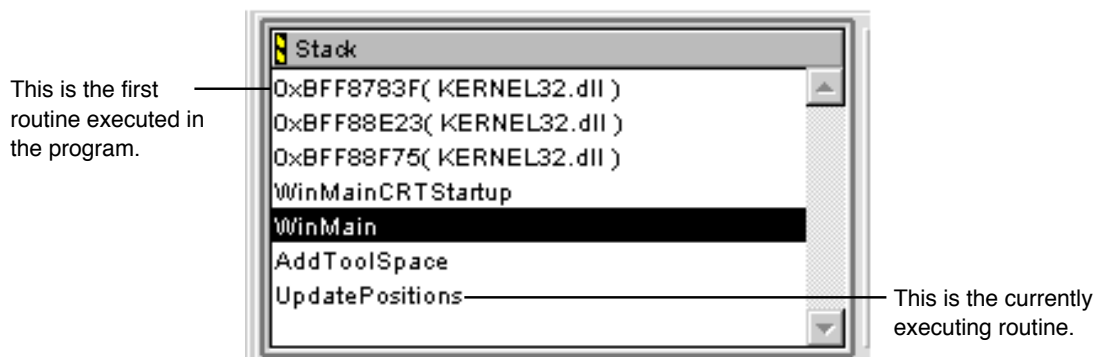 Stack
This is the first
routine executed in
the program.
0xBFF8783F( KERNEL32.dll )
0xBFF88E23( KERNEL32.dll )
0xBFF88F75( KERNEL32.dll )
WinMainCRTStartup
WinMain
AddToolSpace
UpdatePositions
This is the currently
executing routine.